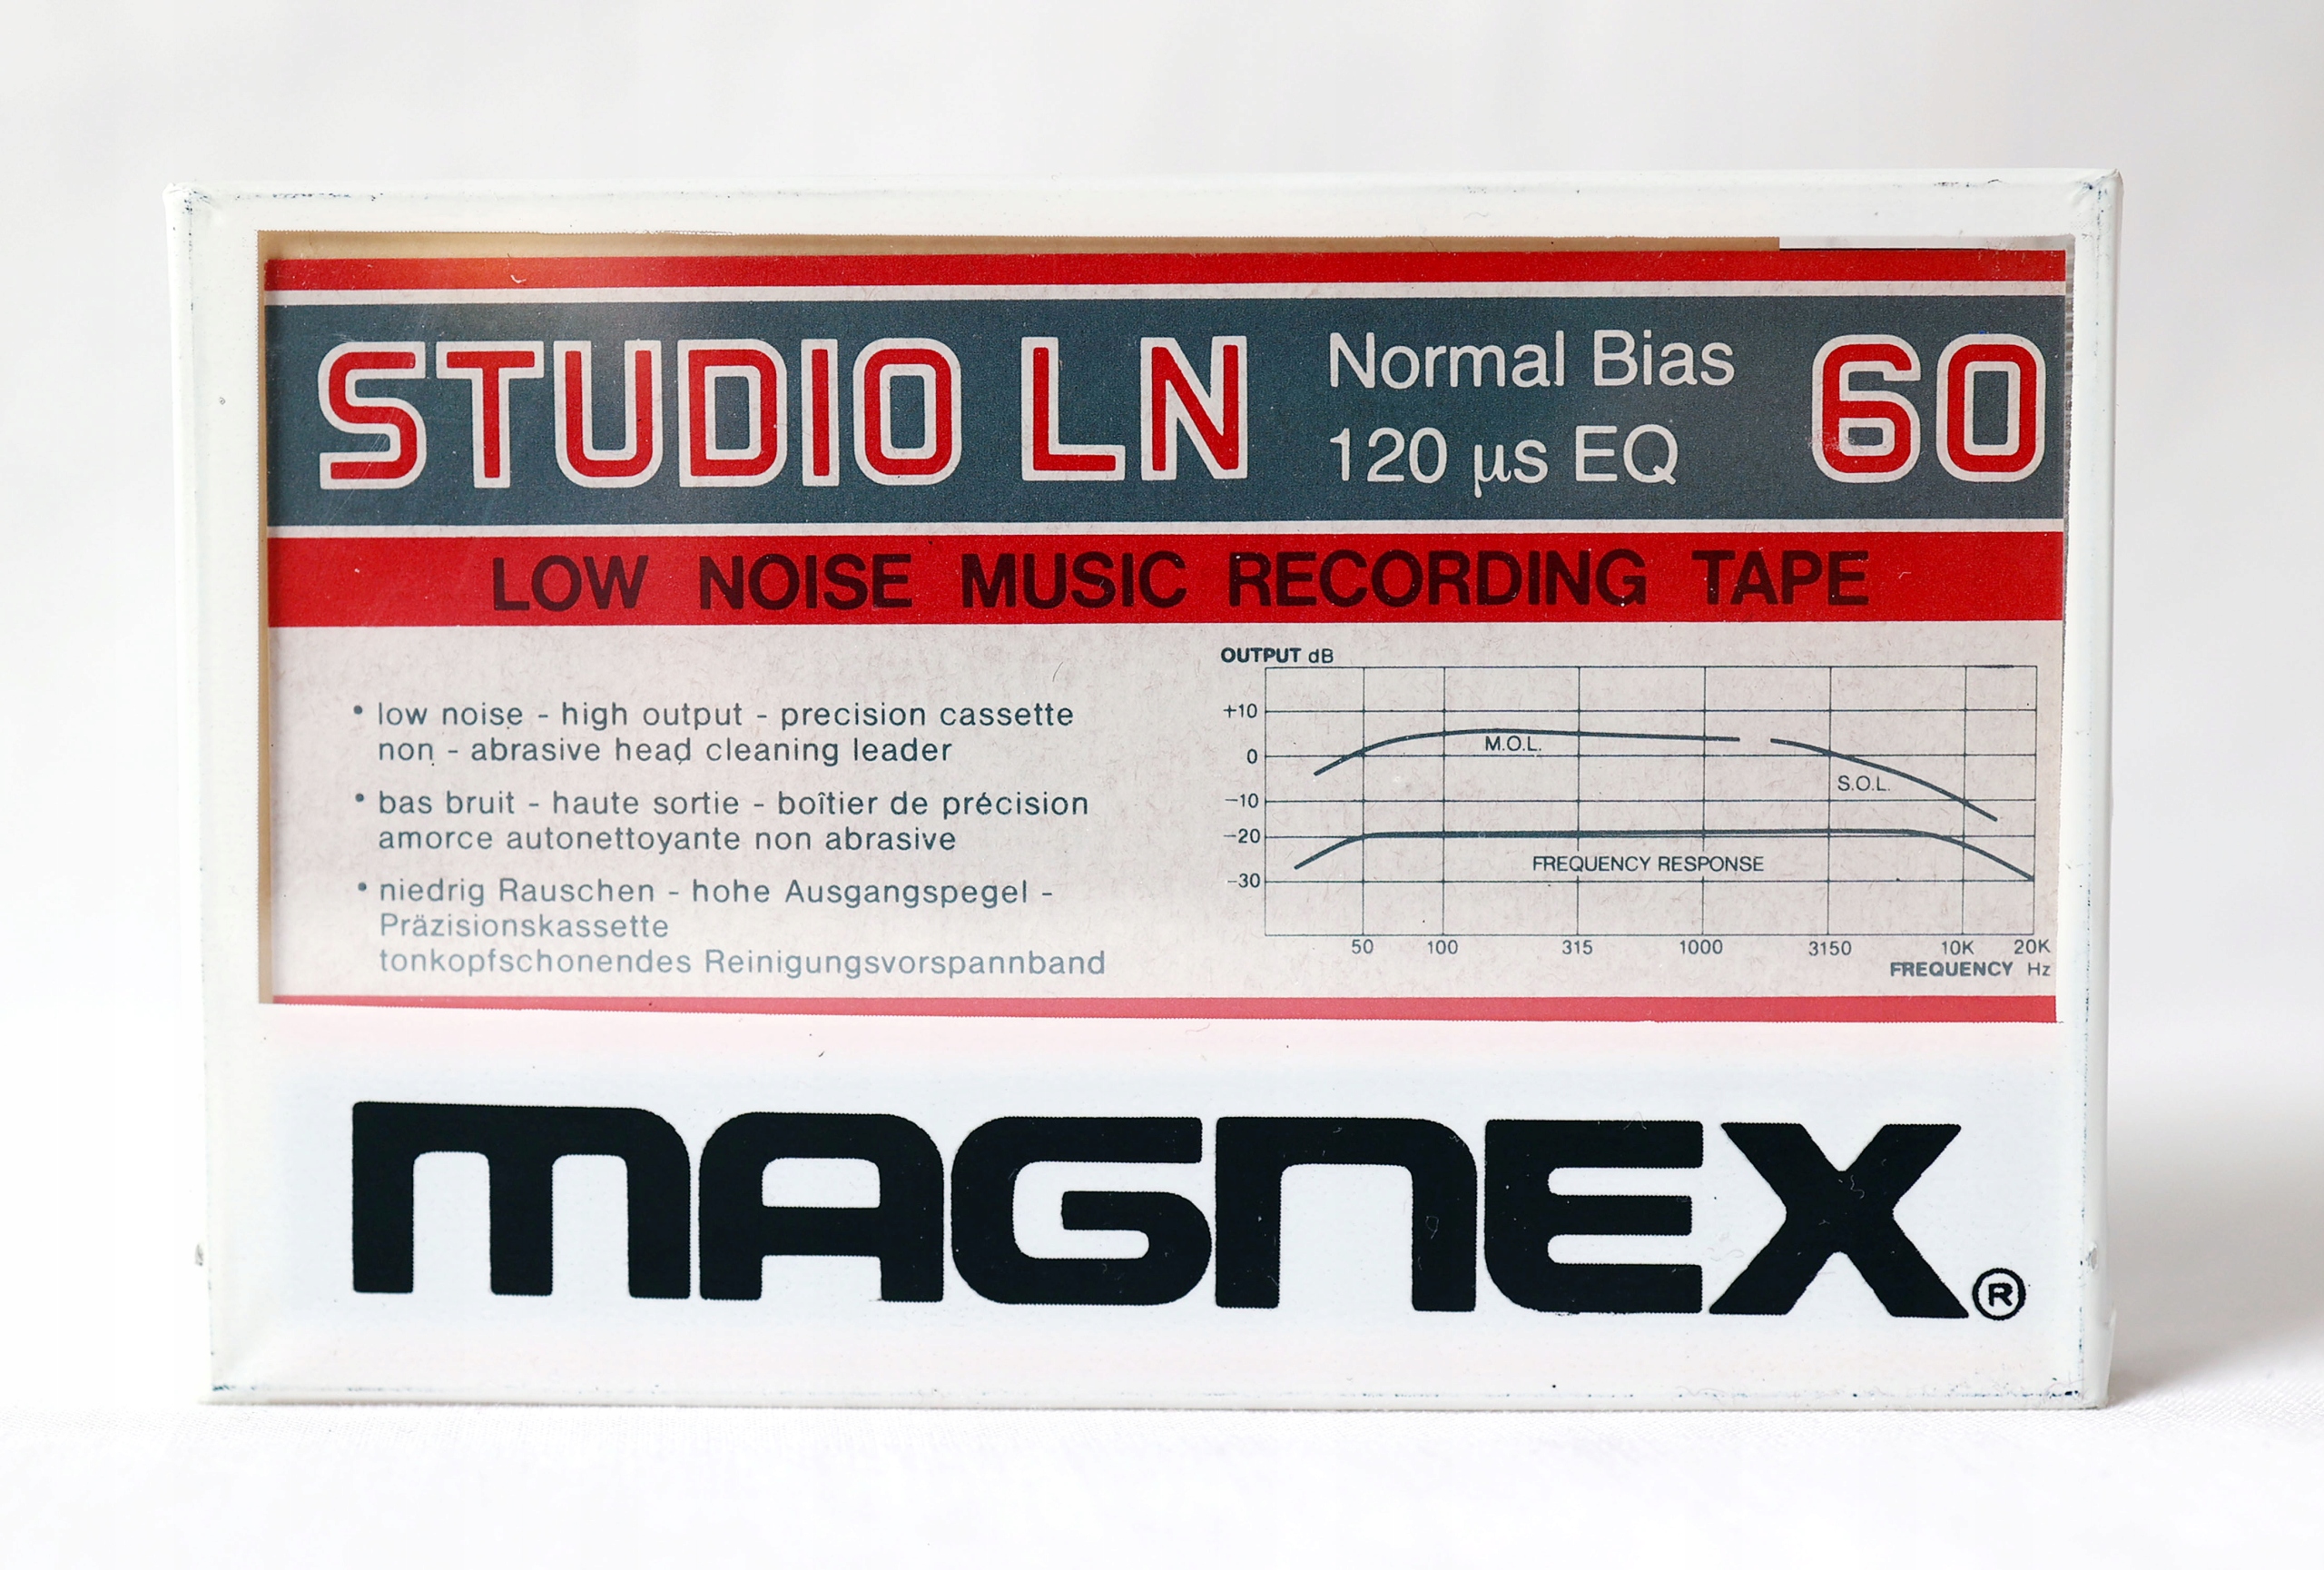 STUDIO LN Normal Bias 60
120 µs EQ
LOW NOISE MUSIC RECORDING TAPE
• low noise - high output - precision cassette
non - abrasive head cleaning leader
• bas bruit - haute sortie - boîtier de précision
amorce autonettoyante non abrasive
• niedrig Rauschen - hohe Ausgangspegel -
Präzisionskassette
tonkopfschonendes Reinigungsvorspannband
OUTPUT dB
+10
0
−10
−20
−30
M.O.L.
S.O.L.
FREQUENCY RESPONSE
50 100 315 1000 3150 10K 20K
FREQUENCY Hz
MAGNEX®